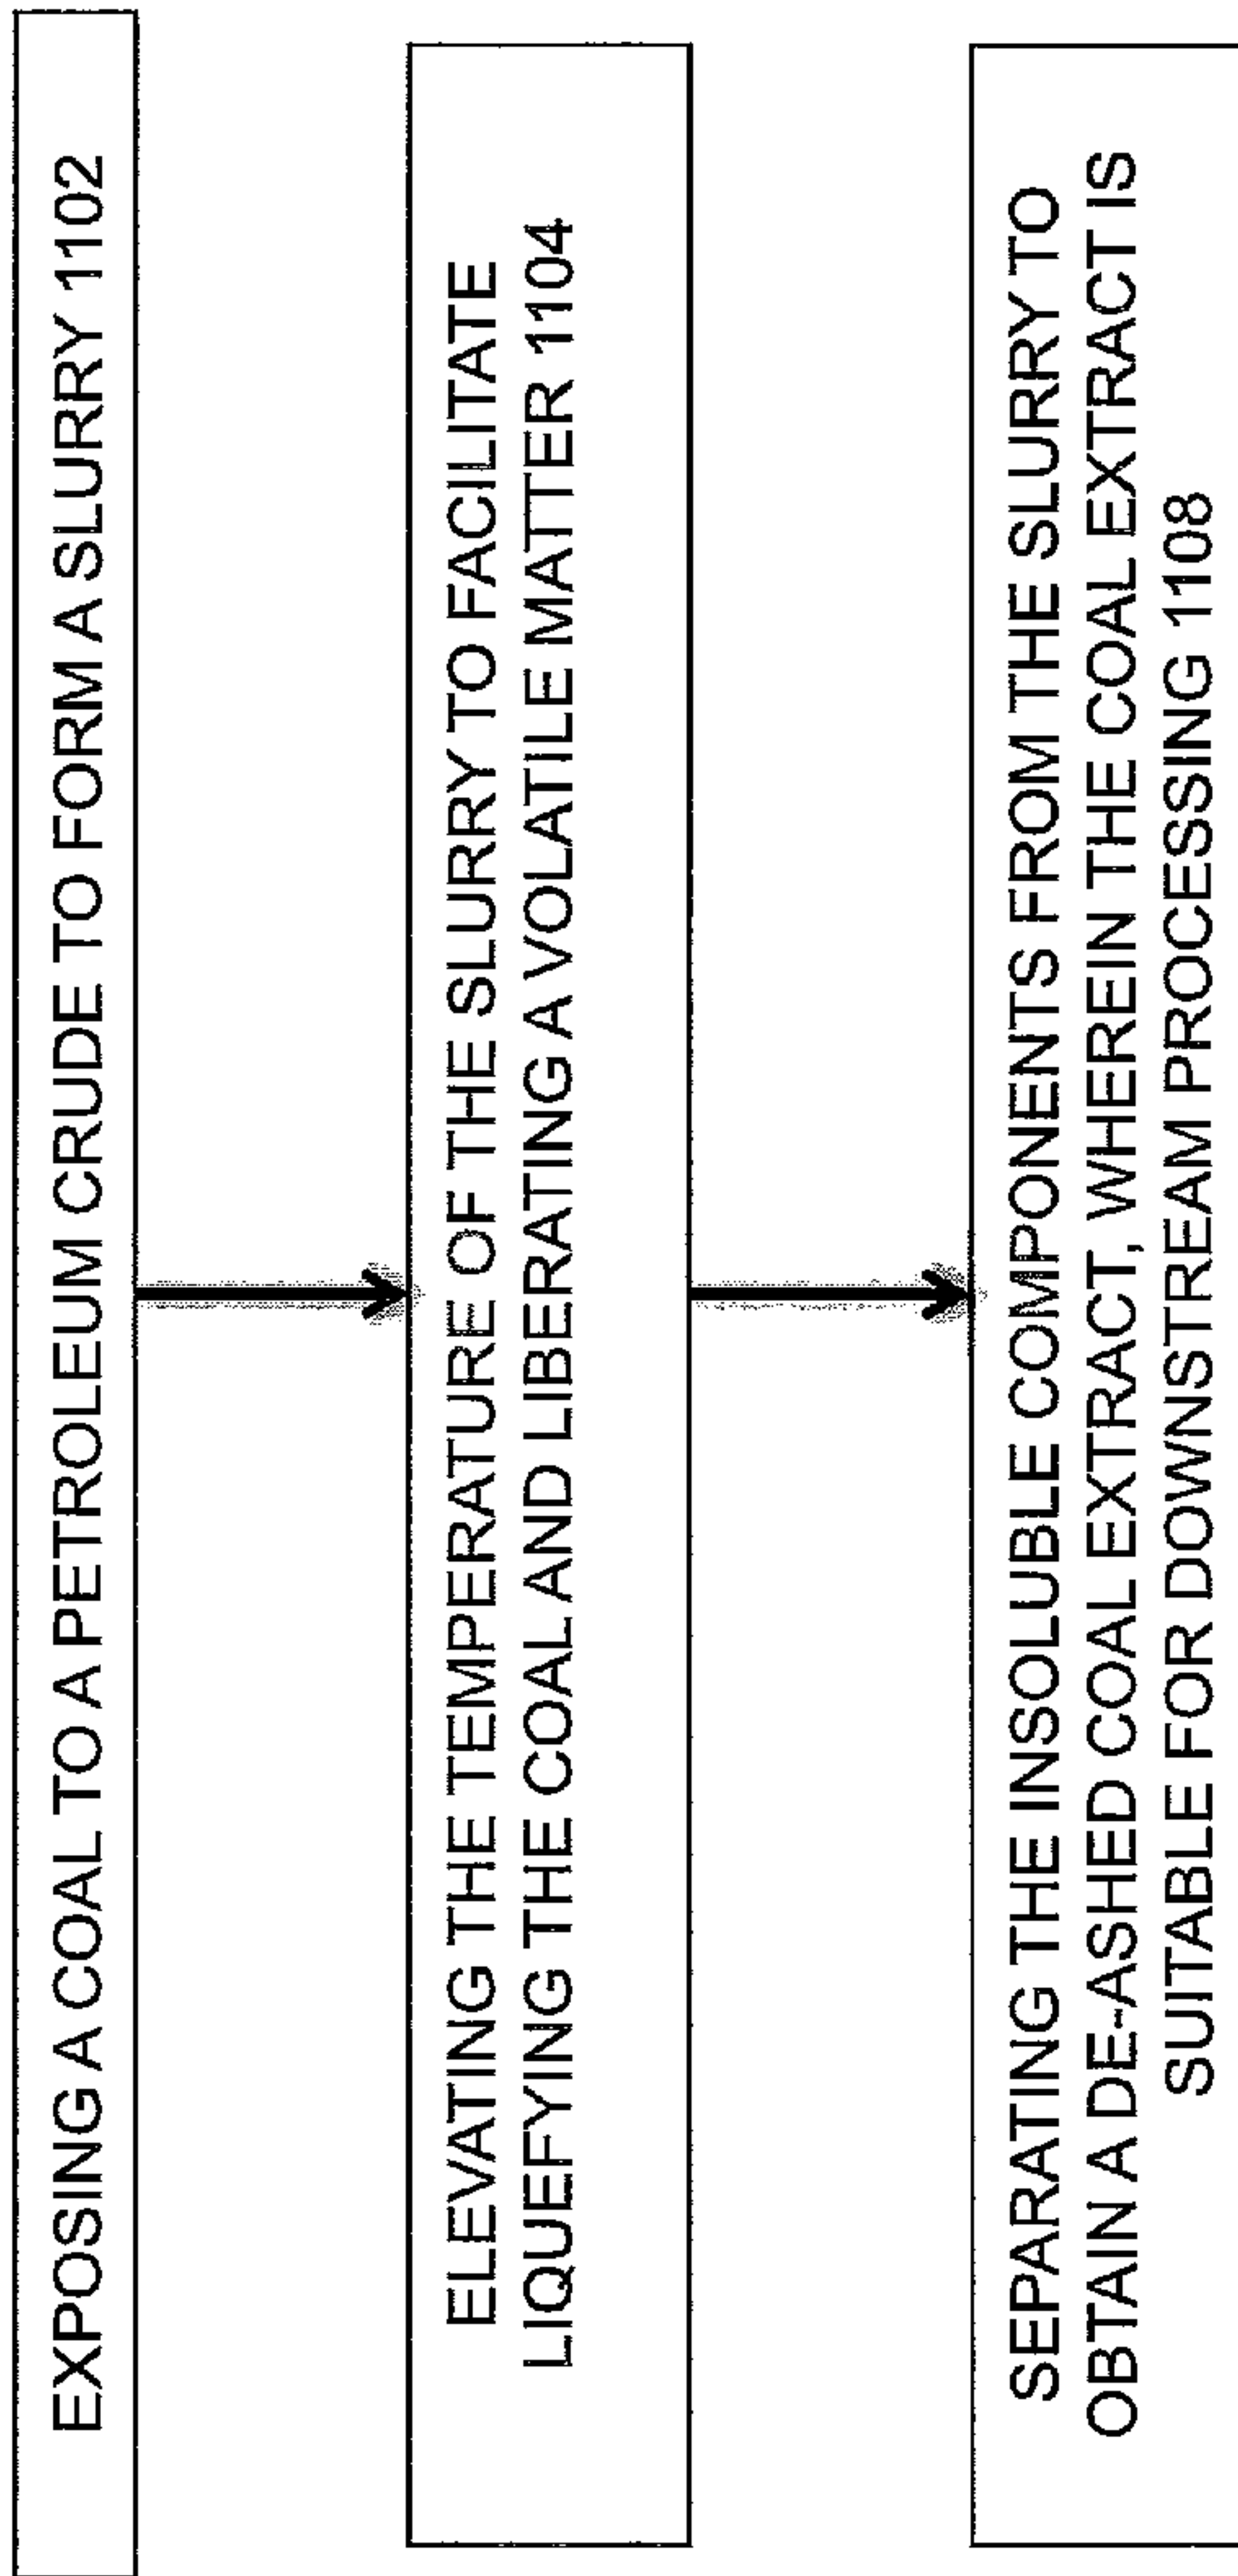 EXPOSING A COAL TO A PETROLEUM CRUDE TO FORM A SLURRY 1102
ELEVATING THE TEMPERATURE OF THE SLURRY TO FACILITATE
LIQUEFYING THE COAL AND LIBERATING A VOLATILE MATTER 1104
SEPARATING THE INSOLUBLE COMPONENTS FROM THE SLURRY TO
OBTAIN A DE-ASHED COAL EXTRACT, WHEREIN THE COAL EXTRACT IS
SUITABLE FOR DOWNSTREAM PROCESSING 1108